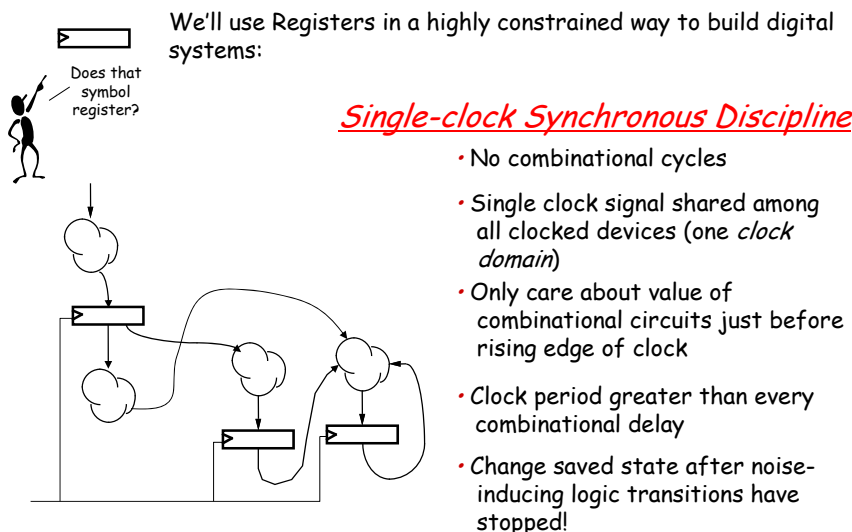 We'll use Registers in a highly constrained way to build digital
systems:
Does that
symbol
register?
Single-clock Synchronous Discipline
• No combinational cycles
• Single clock signal shared among
all clocked devices (one clock
domain)
• Only care about value of
combinational circuits just before
rising edge of clock
• Clock period greater than every
combinational delay
• Change saved state after noise-
inducing logic transitions have
stopped!